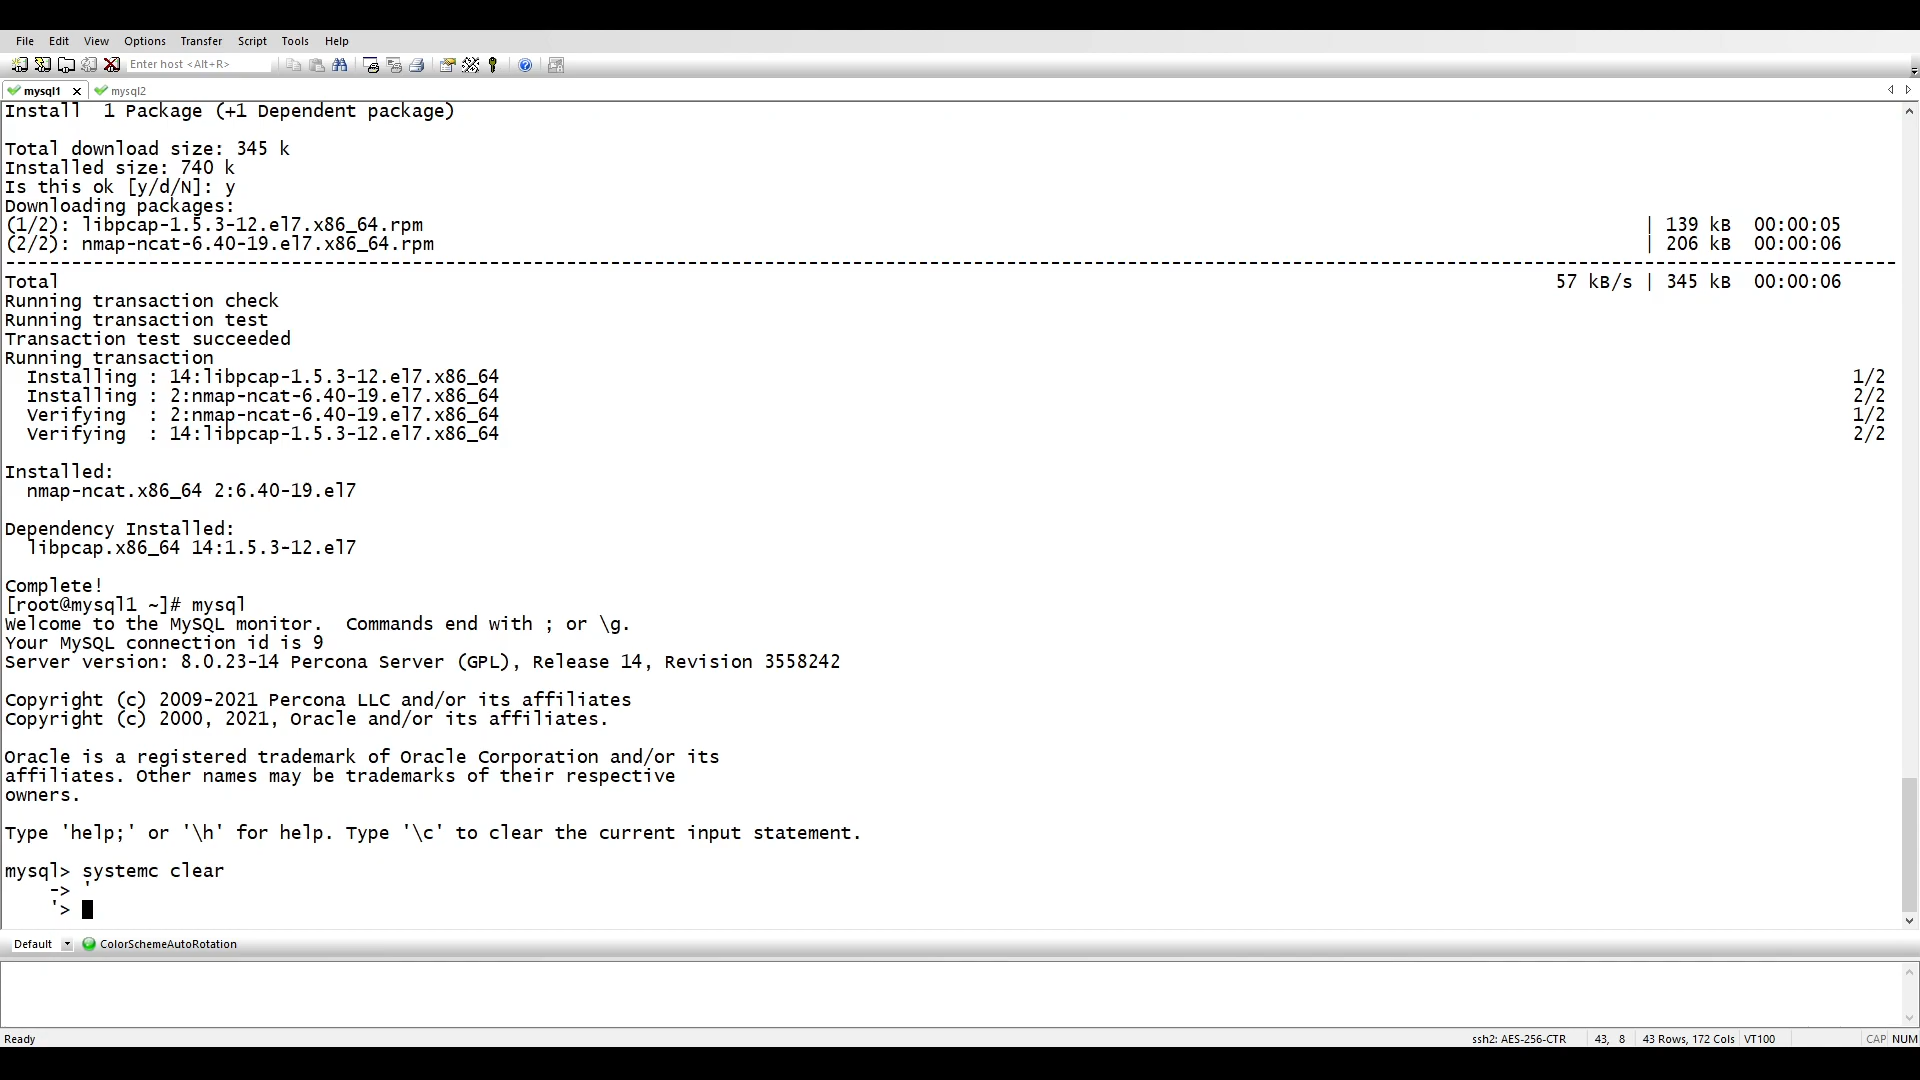 File Edit View Options Transfer Script Tools Help
Enter host <Alt+R>
mysql1 mysql2
Install  1 Package (+1 Dependent package)
Total download size: 345 k
Installed size: 740 k
Is this ok [y/d/N]: y
Downloading packages:
(1/2): libpcap-1.5.3-12.el7.x86_64.rpm | 139 kB  00:00:05
(2/2): nmap-ncat-6.40-19.el7.x86_64.rpm | 206 kB  00:00:06
--------------------------------------------------------------------------------
Total 57 kB/s | 345 kB  00:00:06
Running transaction check
Running transaction test
Transaction test succeeded
Running transaction
  Installing : 14:libpcap-1.5.3-12.el7.x86_64 1/2
  Installing : 2:nmap-ncat-6.40-19.el7.x86_64 2/2
  Verifying  : 2:nmap-ncat-6.40-19.el7.x86_64 1/2
  Verifying  : 14:libpcap-1.5.3-12.el7.x86_64 2/2
Installed:
  nmap-ncat.x86_64 2:6.40-19.el7
Dependency Installed:
  libpcap.x86_64 14:1.5.3-12.el7
Complete!
[root@mysql1 ~]# mysql
Welcome to the MySQL monitor.  Commands end with ; or \g.
Your MySQL connection id is 9
Server version: 8.0.23-14 Percona Server (GPL), Release 14, Revision 3558242
Copyright (c) 2009-2021 Percona LLC and/or its affiliates
Copyright (c) 2000, 2021, Oracle and/or its affiliates.
Oracle is a registered trademark of Oracle Corporation and/or its
affiliates. Other names may be trademarks of their respective
owners.
Type 'help;' or '\h' for help. Type '\c' to clear the current input statement.
mysql> systemc clear
    -> '
    '>
Default ColorSchemeAutoRotation
Ready ssh2: AES-256-CTR 43, 8 43 Rows, 172 Cols VT100 CAP NUM